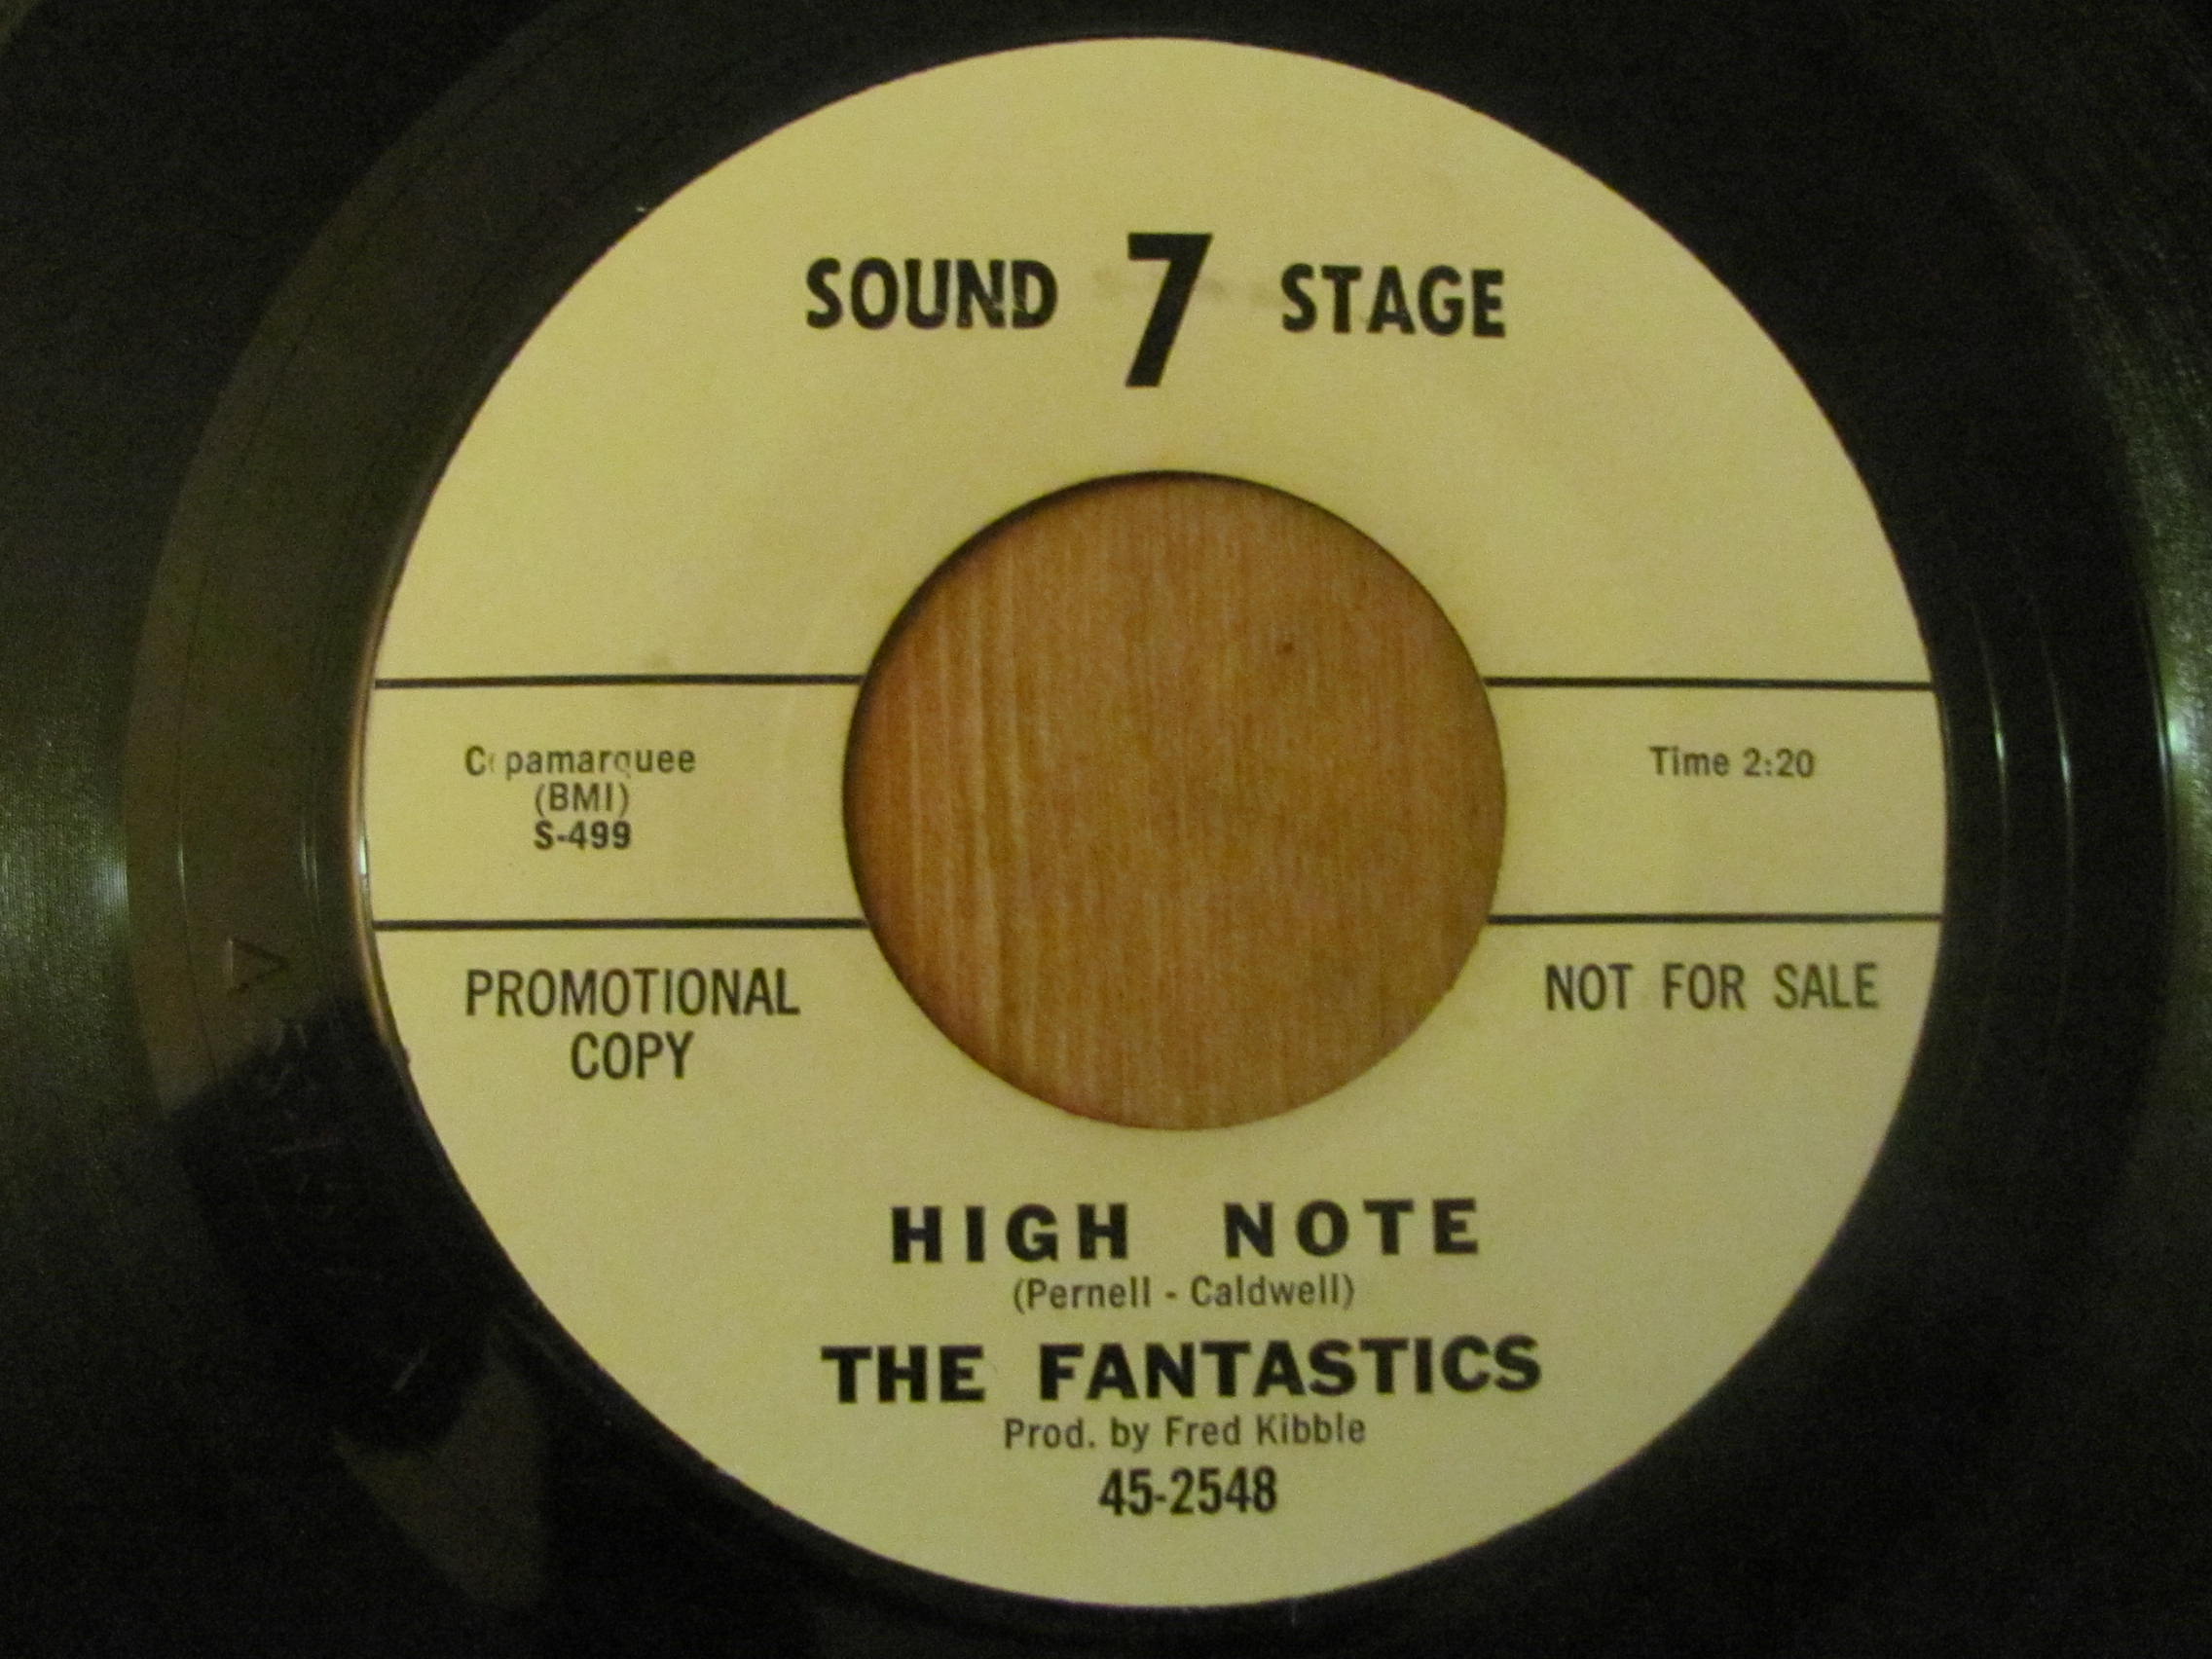 SOUND 7 STAGE
Copamarquee
(BMI)
S-499
Time 2:20
PROMOTIONAL
COPY
NOT FOR SALE
HIGH NOTE
(Pernell - Caldwell)
THE FANTASTICS
Prod. by Fred Kibble
45-2548